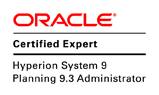 ORACLE
Certified Expert
Hyperion System 9
Planning 9.3 Administrator